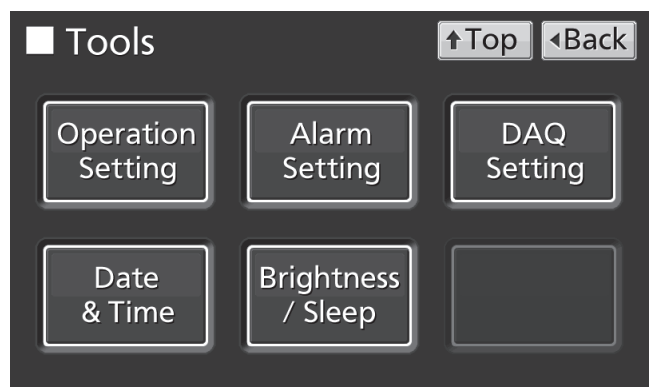 Tools
Top
Back
Operation
Setting
Alarm
Setting
DAQ
Setting
Date
& Time
Brightness
/ Sleep